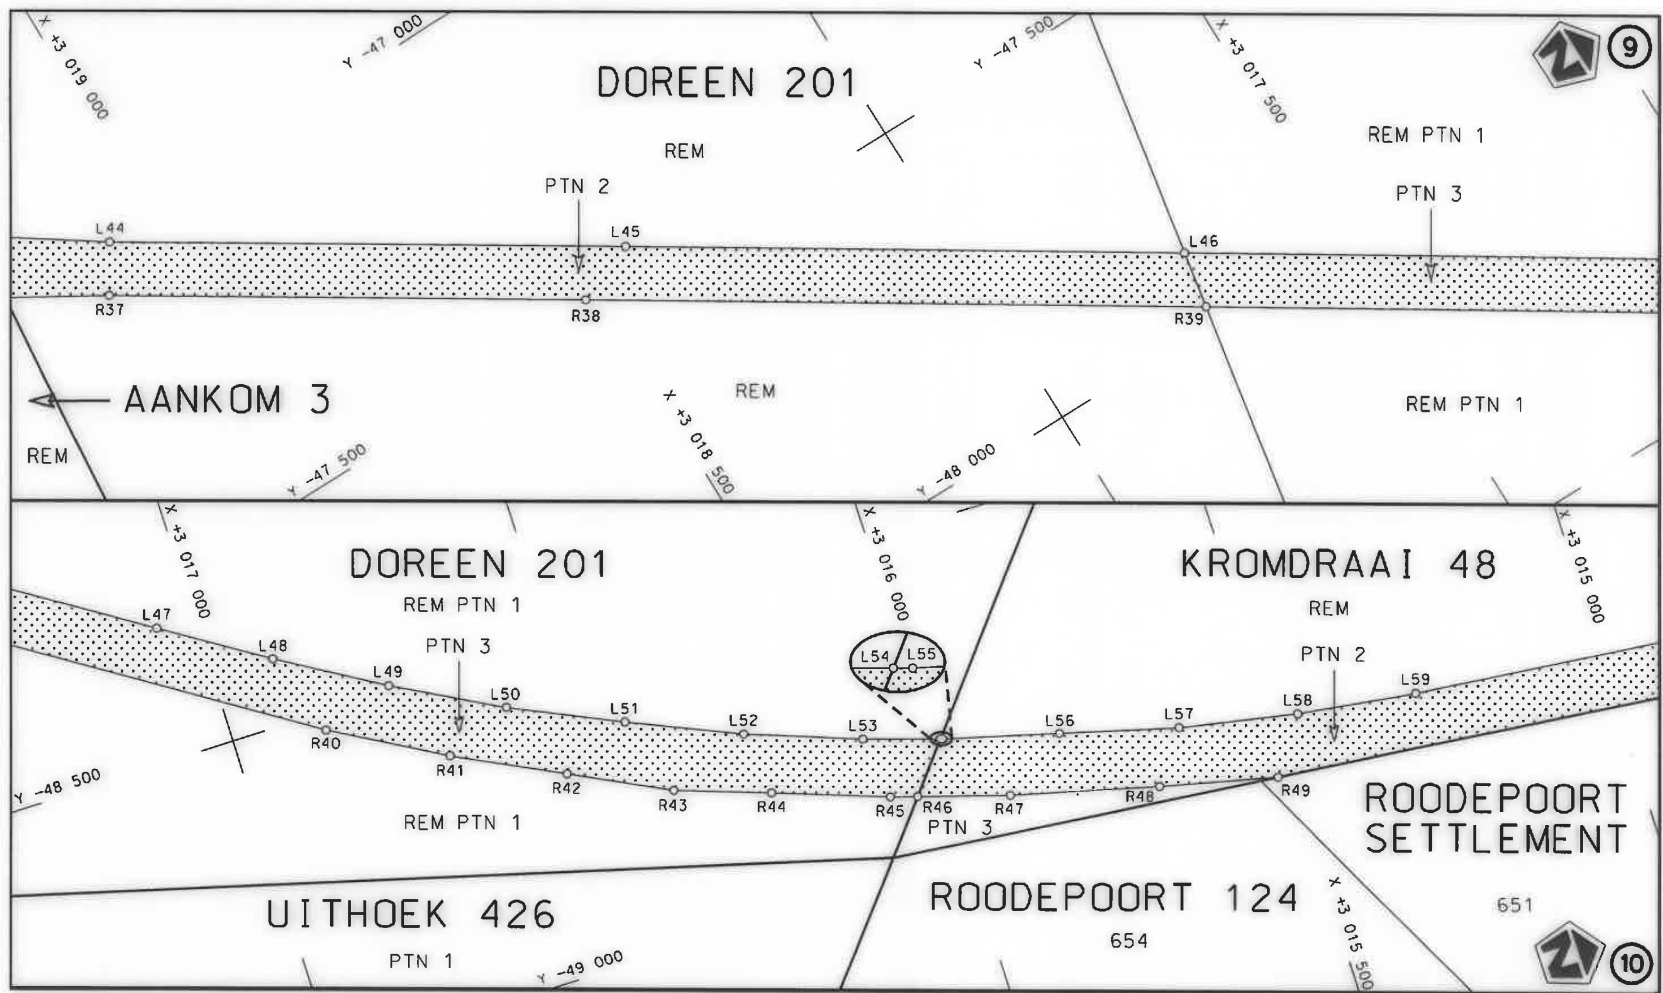 X +3 019 000
Y -47 000
Y -47 500
X +3 017 500
9
DOREEN 201
REM
REM PTN 1
PTN 2
PTN 3
L44
L45
L46
R37
R38
R39
AANKOM 3
REM
REM
REM PTN 1
X +3 018 500
Y -47 500
Y -48 000
X +3 017 000
X +3 016 000
X +3 015 000
DOREEN 201
KROMDRAAI 48
REM PTN 1
REM
PTN 3
PTN 2
L47
L48
L49
L50
L51
L52
L53
L54 L55
L56
L57
L58
L59
R40
R41
R42
R43
R44
R45
R46
R47
R48
R49
Y -48 500
REM PTN 1
PTN 3
ROODEPOORT
SETTLEMENT
651
UITHOEK 426
PTN 1
ROODEPOORT 124
654
Y -49 000
X +3 015 500
10